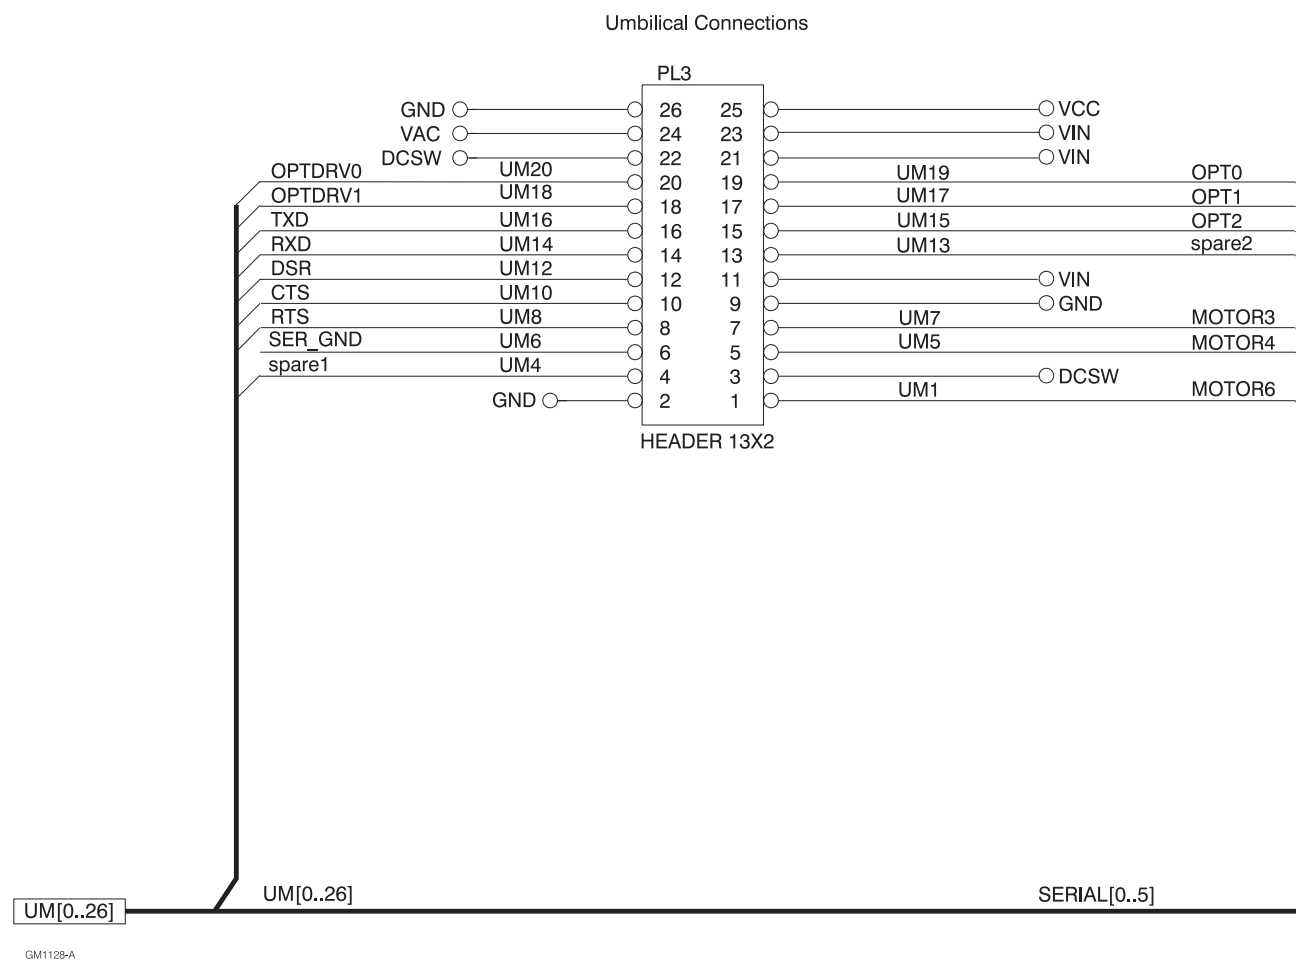 Umbilical Connections
PL3
GND 26 25 VCC
VAC 24 23 VIN
DCSW 22 21 VIN
OPTDRV0 UM20 20 19 UM19 OPT0
OPTDRV1 UM18 18 17 UM17 OPT1
TXD UM16 16 15 UM15 OPT2
RXD UM14 14 13 UM13 spare2
DSR UM12 12 11 VIN
CTS UM10 10 9 GND
RTS UM8 8 7 UM7 MOTOR3
SER_GND UM6 6 5 UM5 MOTOR4
spare1 UM4 4 3 DCSW
GND 2 1 UM1 MOTOR6
HEADER 13X2
UM[0..26] SERIAL[0..5]
UM[0..26]
GM1128-A